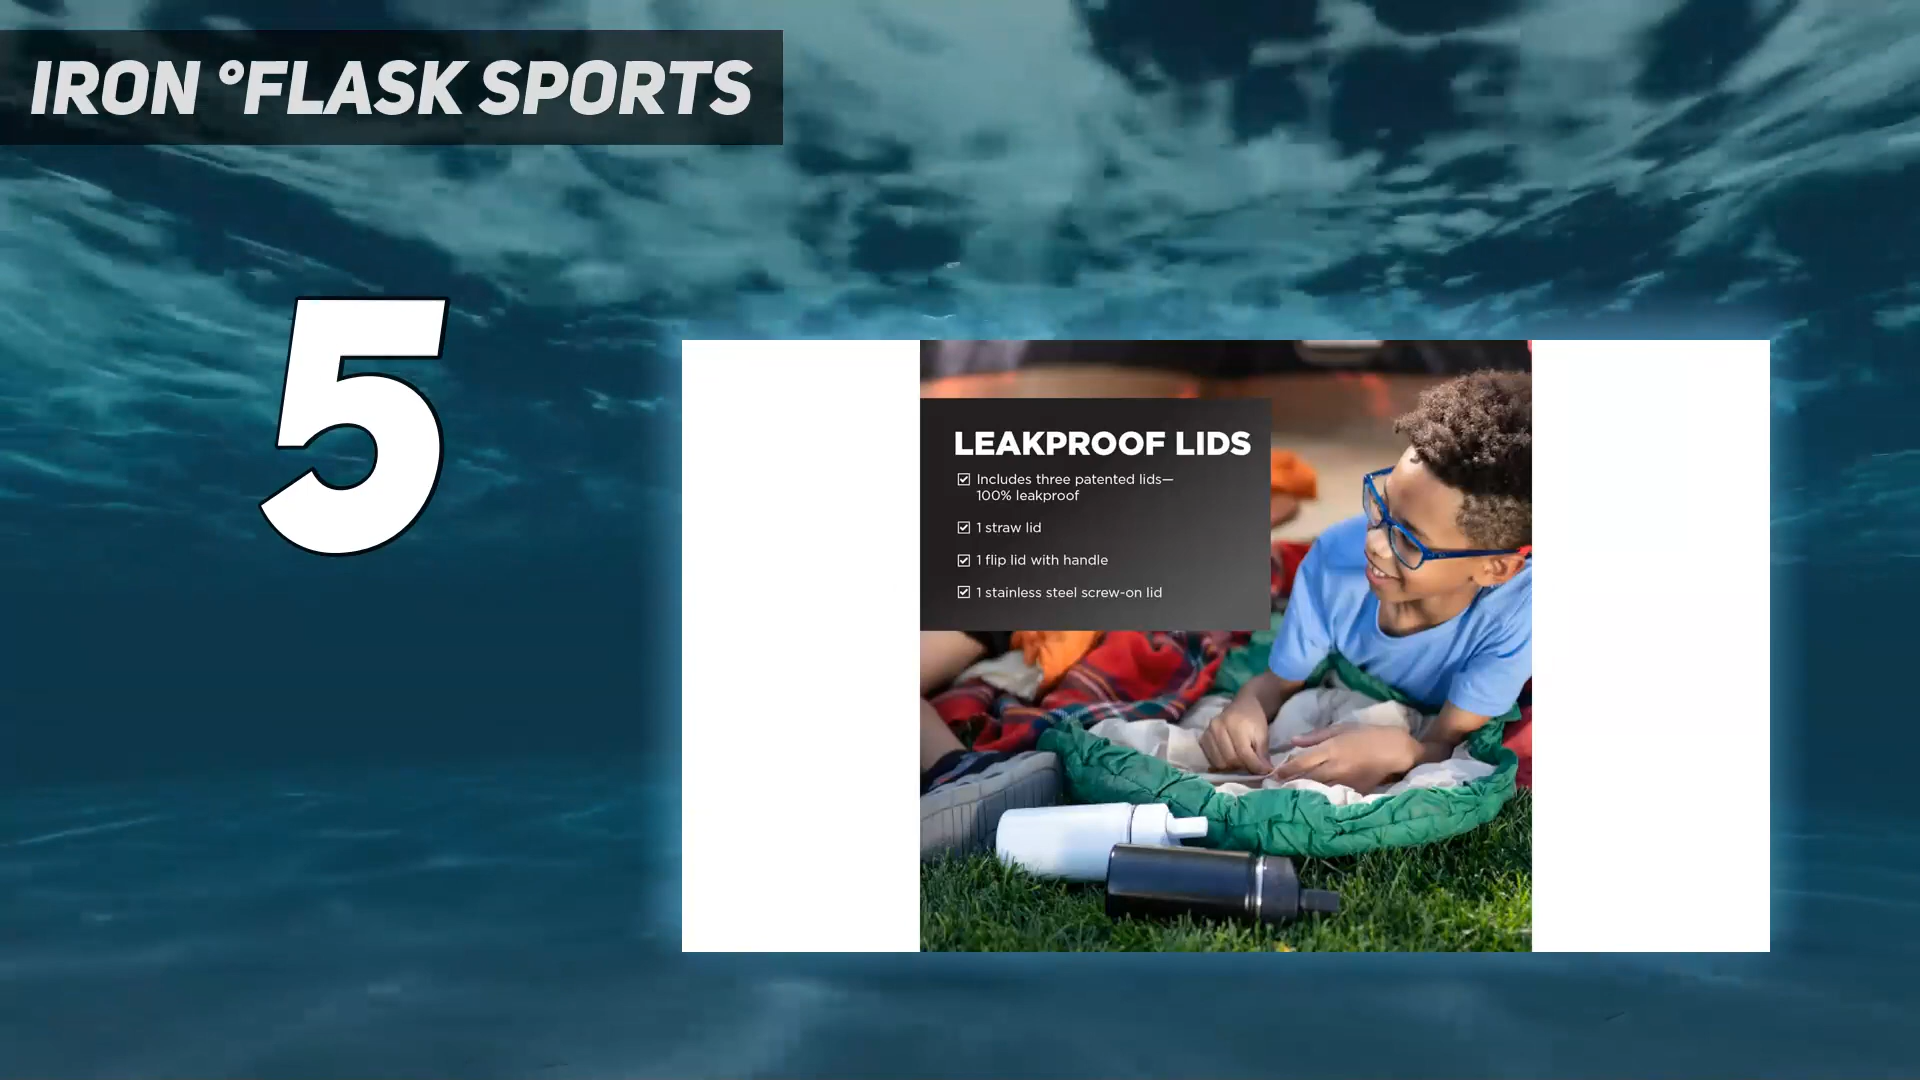 IRON °FLASK SPORTS
5
LEAKPROOF LIDS
Includes three patented lids—
100% leakproof
1 straw lid
1 flip lid with handle
1 stainless steel screw-on lid